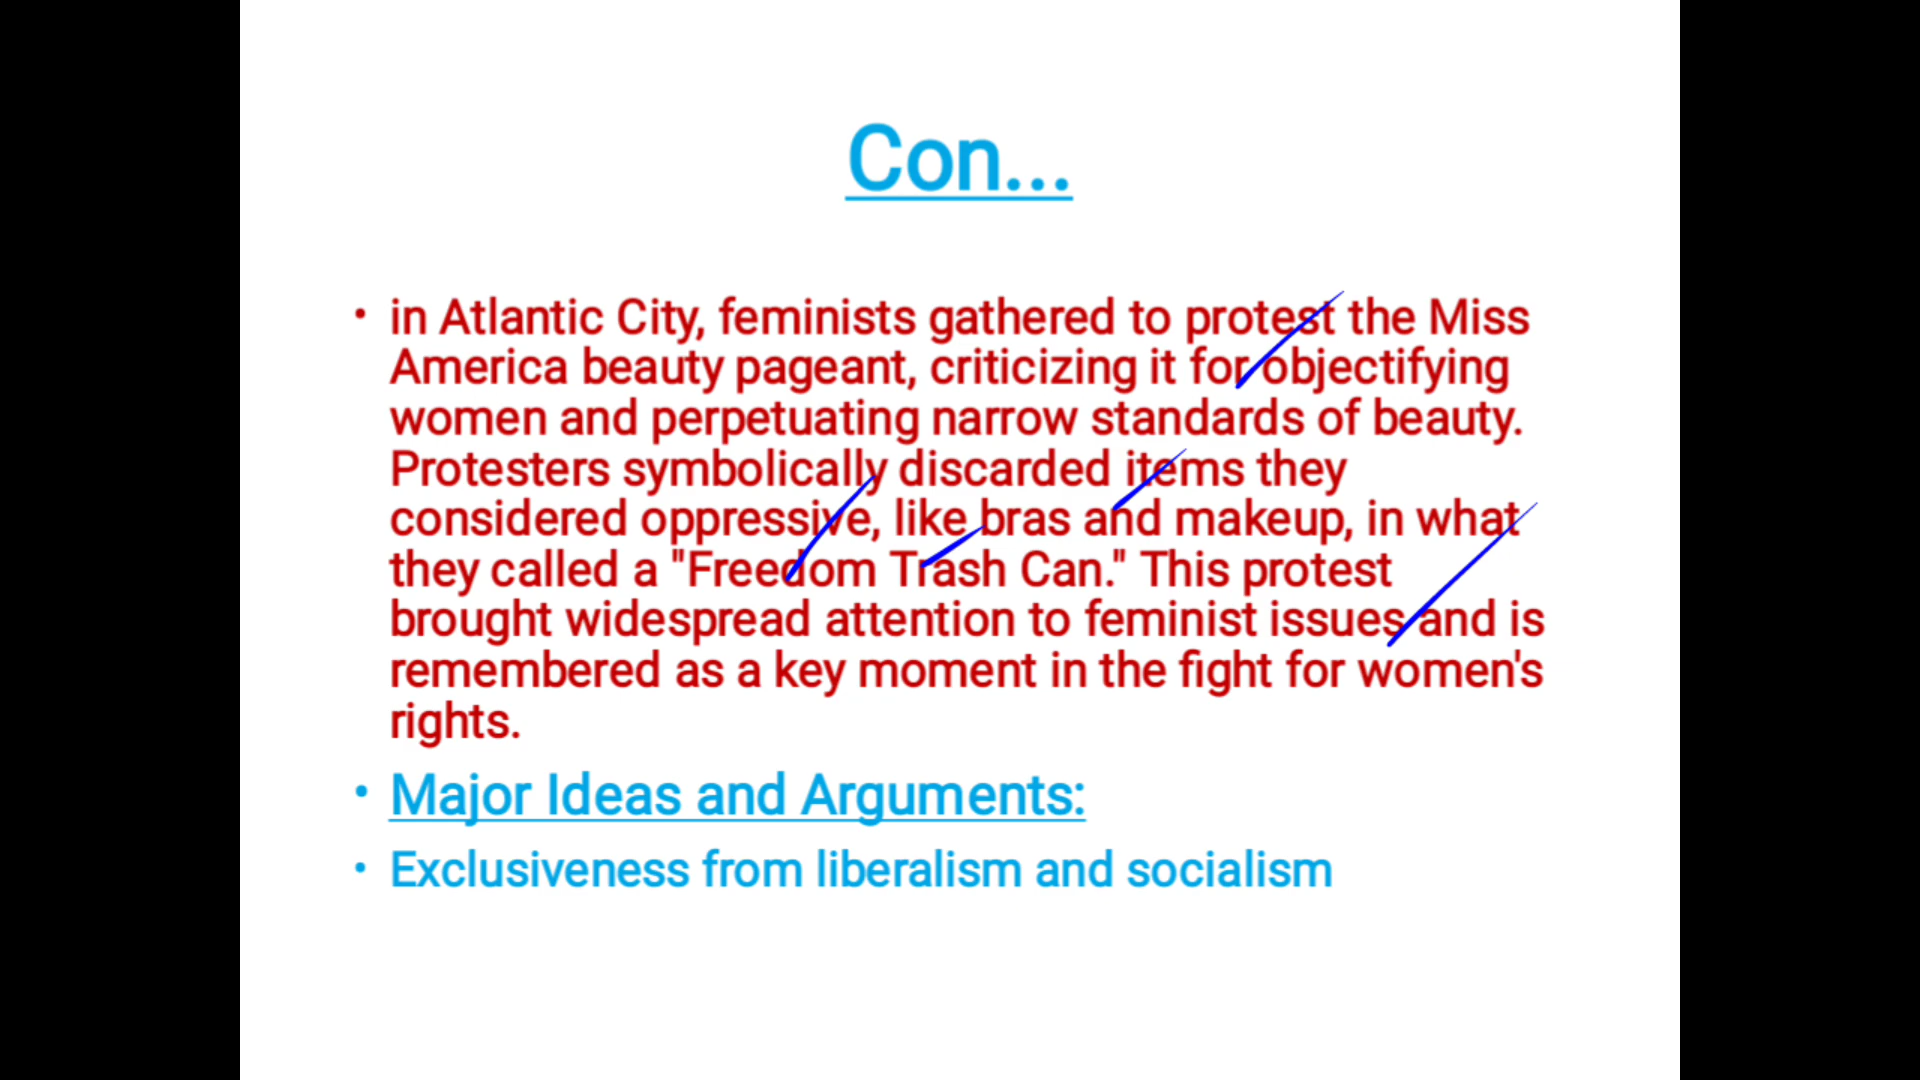 Con...
• in Atlantic City, feminists gathered to protest the Miss
America beauty pageant, criticizing it for objectifying
women and perpetuating narrow standards of beauty.
Protesters symbolically discarded items they
considered oppressive, like bras and makeup, in what
they called a "Freedom Trash Can." This protest
brought widespread attention to feminist issues and is
remembered as a key moment in the fight for women's
rights.
• Major Ideas and Arguments:
• Exclusiveness from liberalism and socialism